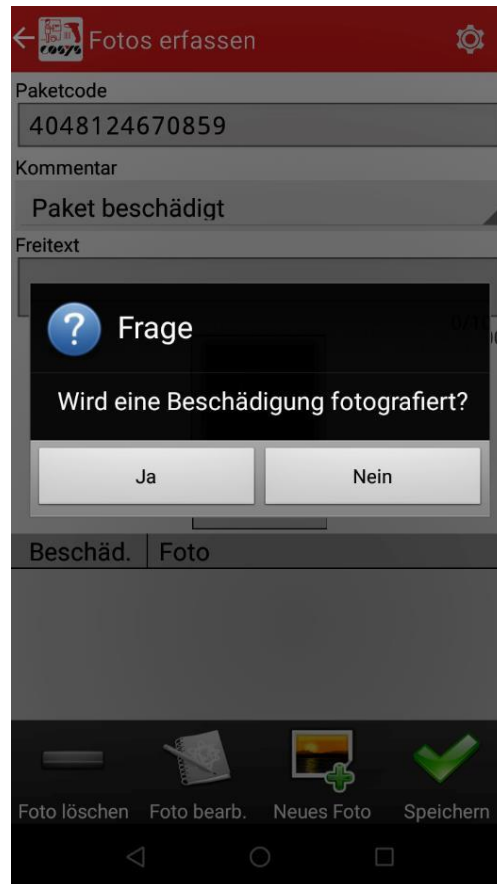 COSYS
Fotos erfassen
Paketcode
4048124670859
Kommentar
Paket beschädigt
Freitext
Frage
Wird eine Beschädigung fotografiert?
Ja
Nein
Beschäd. Foto
Foto löschen Foto bearb. Neues Foto Speichern